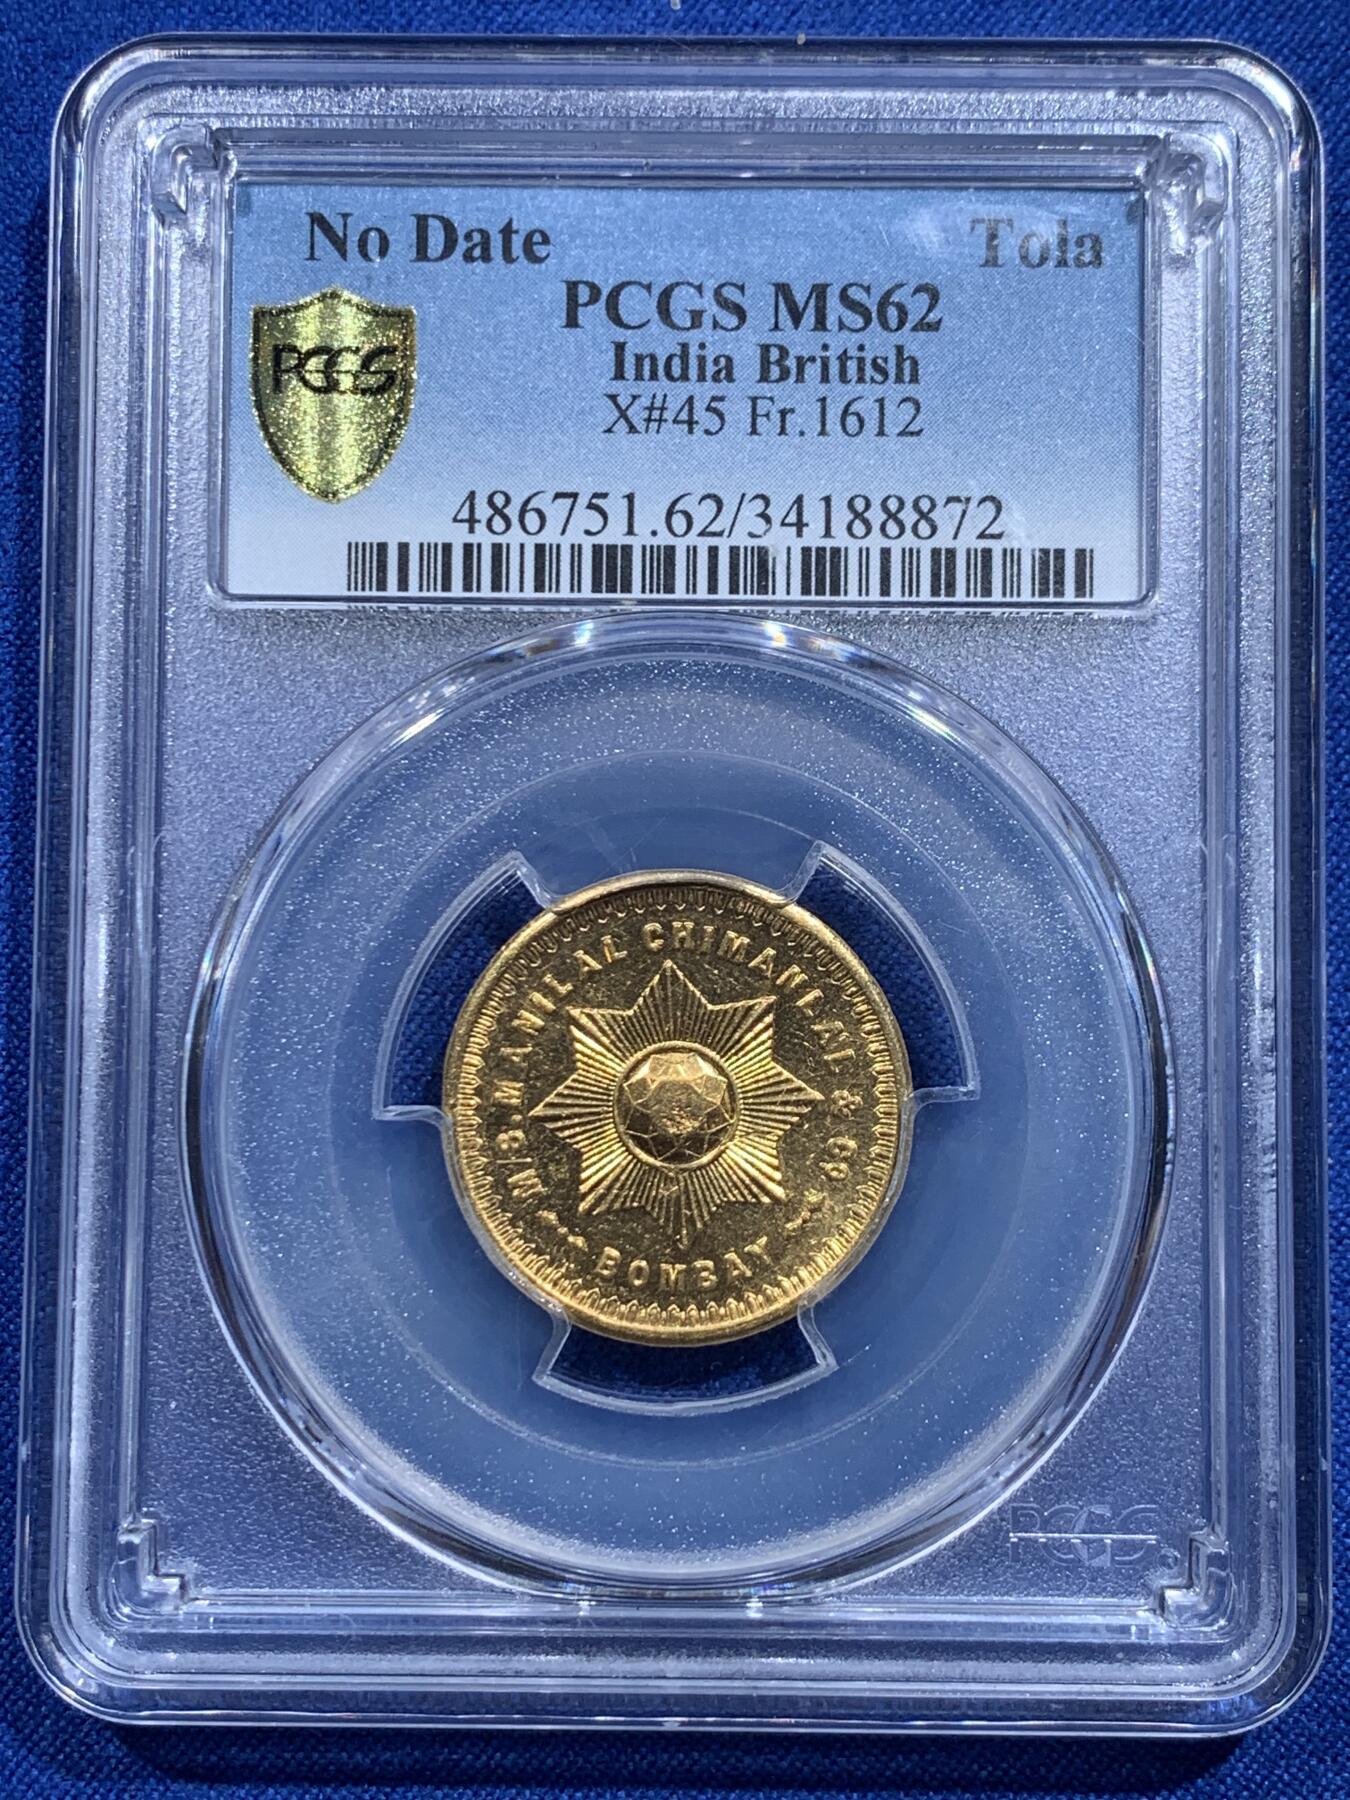 No Date Tola
PCGS MS62
India British
X#45 Fr.1612
PCGS
486751.62/34188872
M/S. MANILAL CHIMANLAL & CO
BOMBAY
PCGS